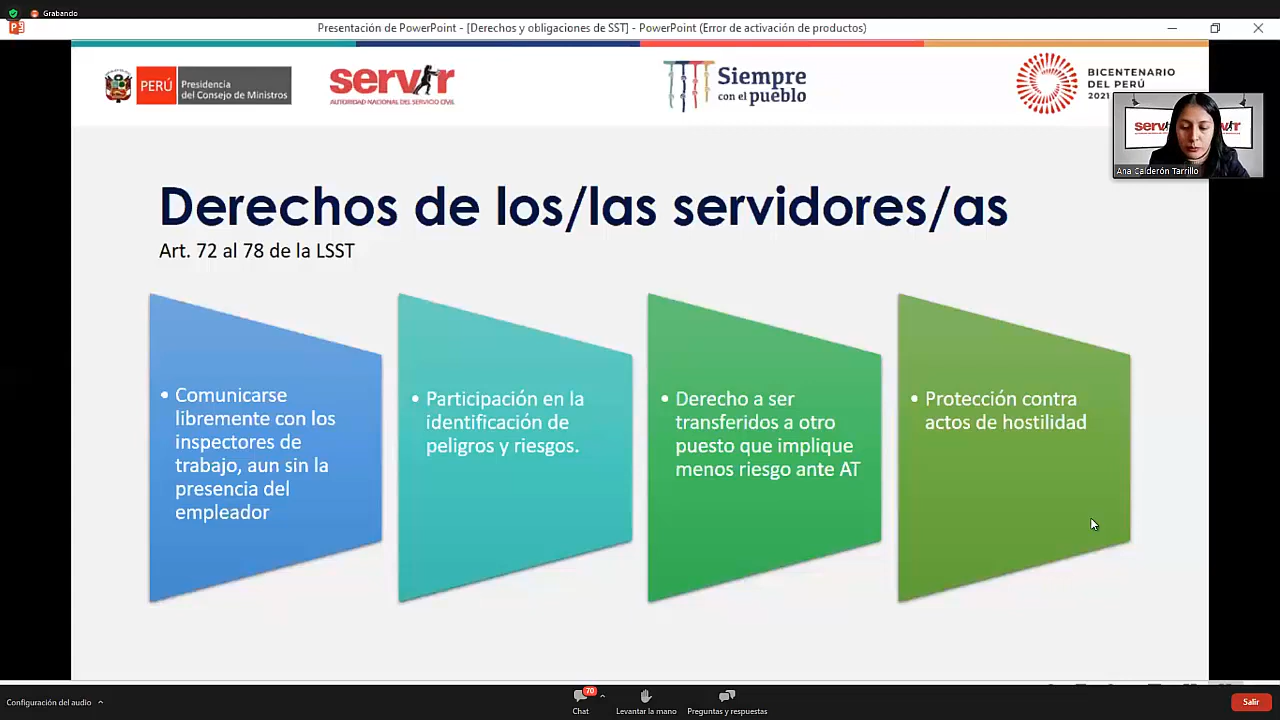 Grabando
Presentación de PowerPoint - [Derechos y obligaciones de SST] - PowerPoint (Error de activación de productos)
PERÚ
Presidencia
del Consejo de Ministros
servir
AUTORIDAD NACIONAL DEL SERVICIO CIVIL
Siempre
con el pueblo
BICENTENARIO
DEL PERÚ
2021
Ana Calderón Tarrillo
Derechos de los/las servidores/as
Art. 72 al 78 de la LSST
• Comunicarse
libremente con los
inspectores de
trabajo, aun sin la
presencia del
empleador
• Participación en la
identificación de
peligros y riesgos.
• Derecho a ser
transferidos a otro
puesto que implique
menos riesgo ante AT
• Protección contra
actos de hostilidad
Configuración del audio
70
Chat
Levantar la mano
Preguntas y respuestas
Salir